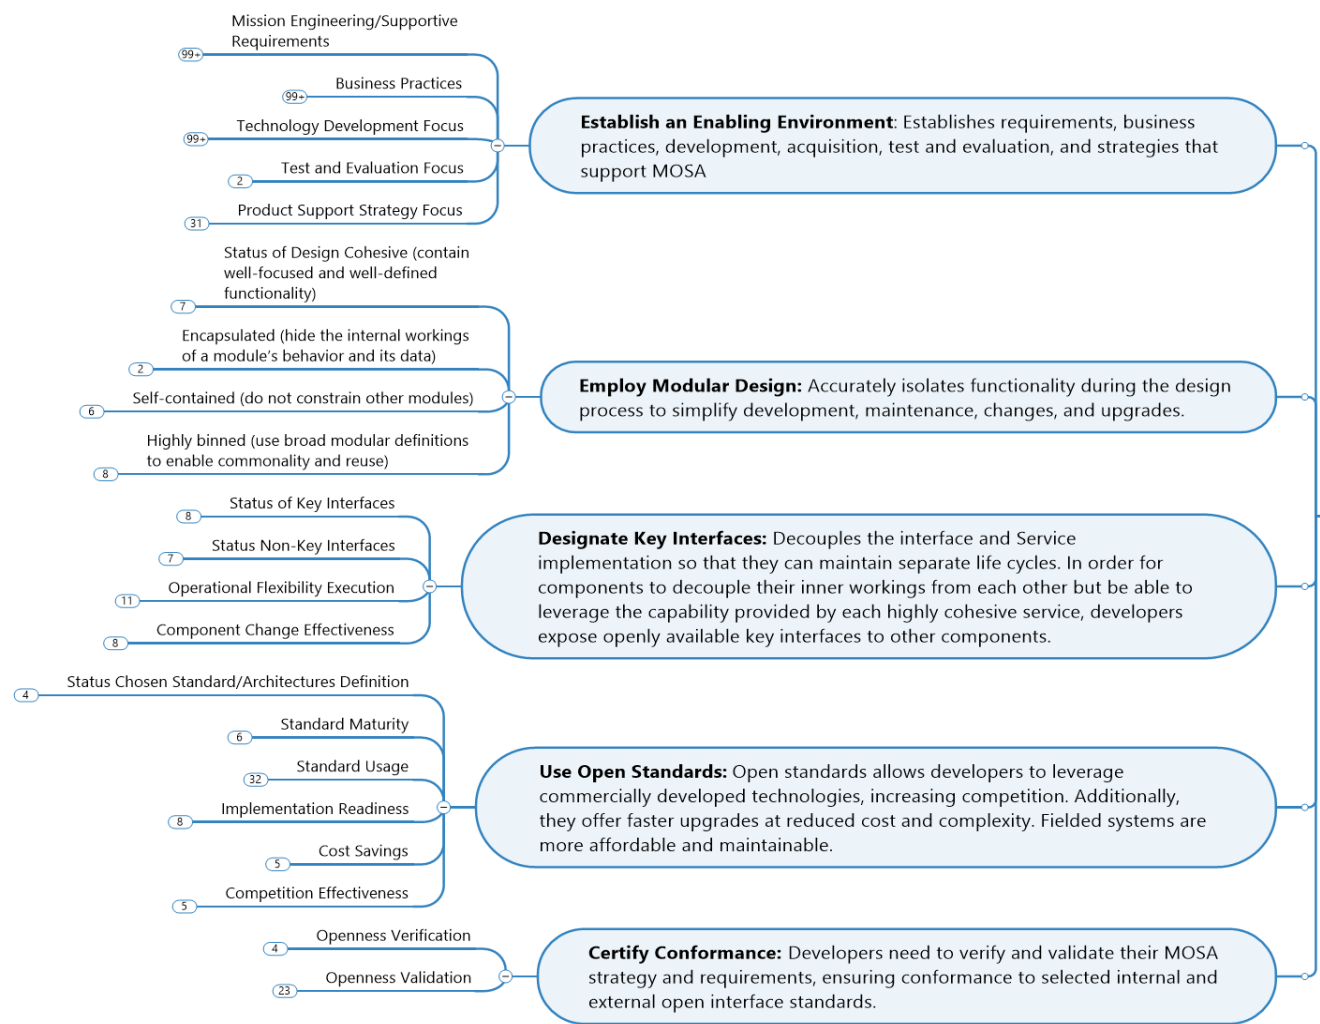 Mission Engineering/Supportive
Requirements
99+
Business Practices
99+
Technology Development Focus
99+
Test and Evaluation Focus
2
Product Support Strategy Focus
31
Establish an Enabling Environment: Establishes requirements, business
practices, development, acquisition, test and evaluation, and strategies that
support MOSA
Status of Design Cohesive (contain
well-focused and well-defined
functionality)
7
Encapsulated (hide the internal workings
of a module's behavior and its data)
2
Self-contained (do not constrain other modules)
6
Highly binned (use broad modular definitions
to enable commonality and reuse)
8
Employ Modular Design: Accurately isolates functionality during the design
process to simplify development, maintenance, changes, and upgrades.
Status of Key Interfaces
8
Status Non-Key Interfaces
7
Operational Flexibility Execution
11
Component Change Effectiveness
8
Designate Key Interfaces: Decouples the interface and Service
implementation so that they can maintain separate life cycles. In order for
components to decouple their inner workings from each other but be able to
leverage the capability provided by each highly cohesive service, developers
expose openly available key interfaces to other components.
Status Chosen Standard/Architectures Definition
4
Standard Maturity
6
Standard Usage
32
Implementation Readiness
8
Cost Savings
5
Competition Effectiveness
5
Use Open Standards: Open standards allows developers to leverage
commercially developed technologies, increasing competition. Additionally,
they offer faster upgrades at reduced cost and complexity. Fielded systems are
more affordable and maintainable.
Openness Verification
4
Openness Validation
23
Certify Conformance: Developers need to verify and validate their MOSA
strategy and requirements, ensuring conformance to selected internal and
external open interface standards.